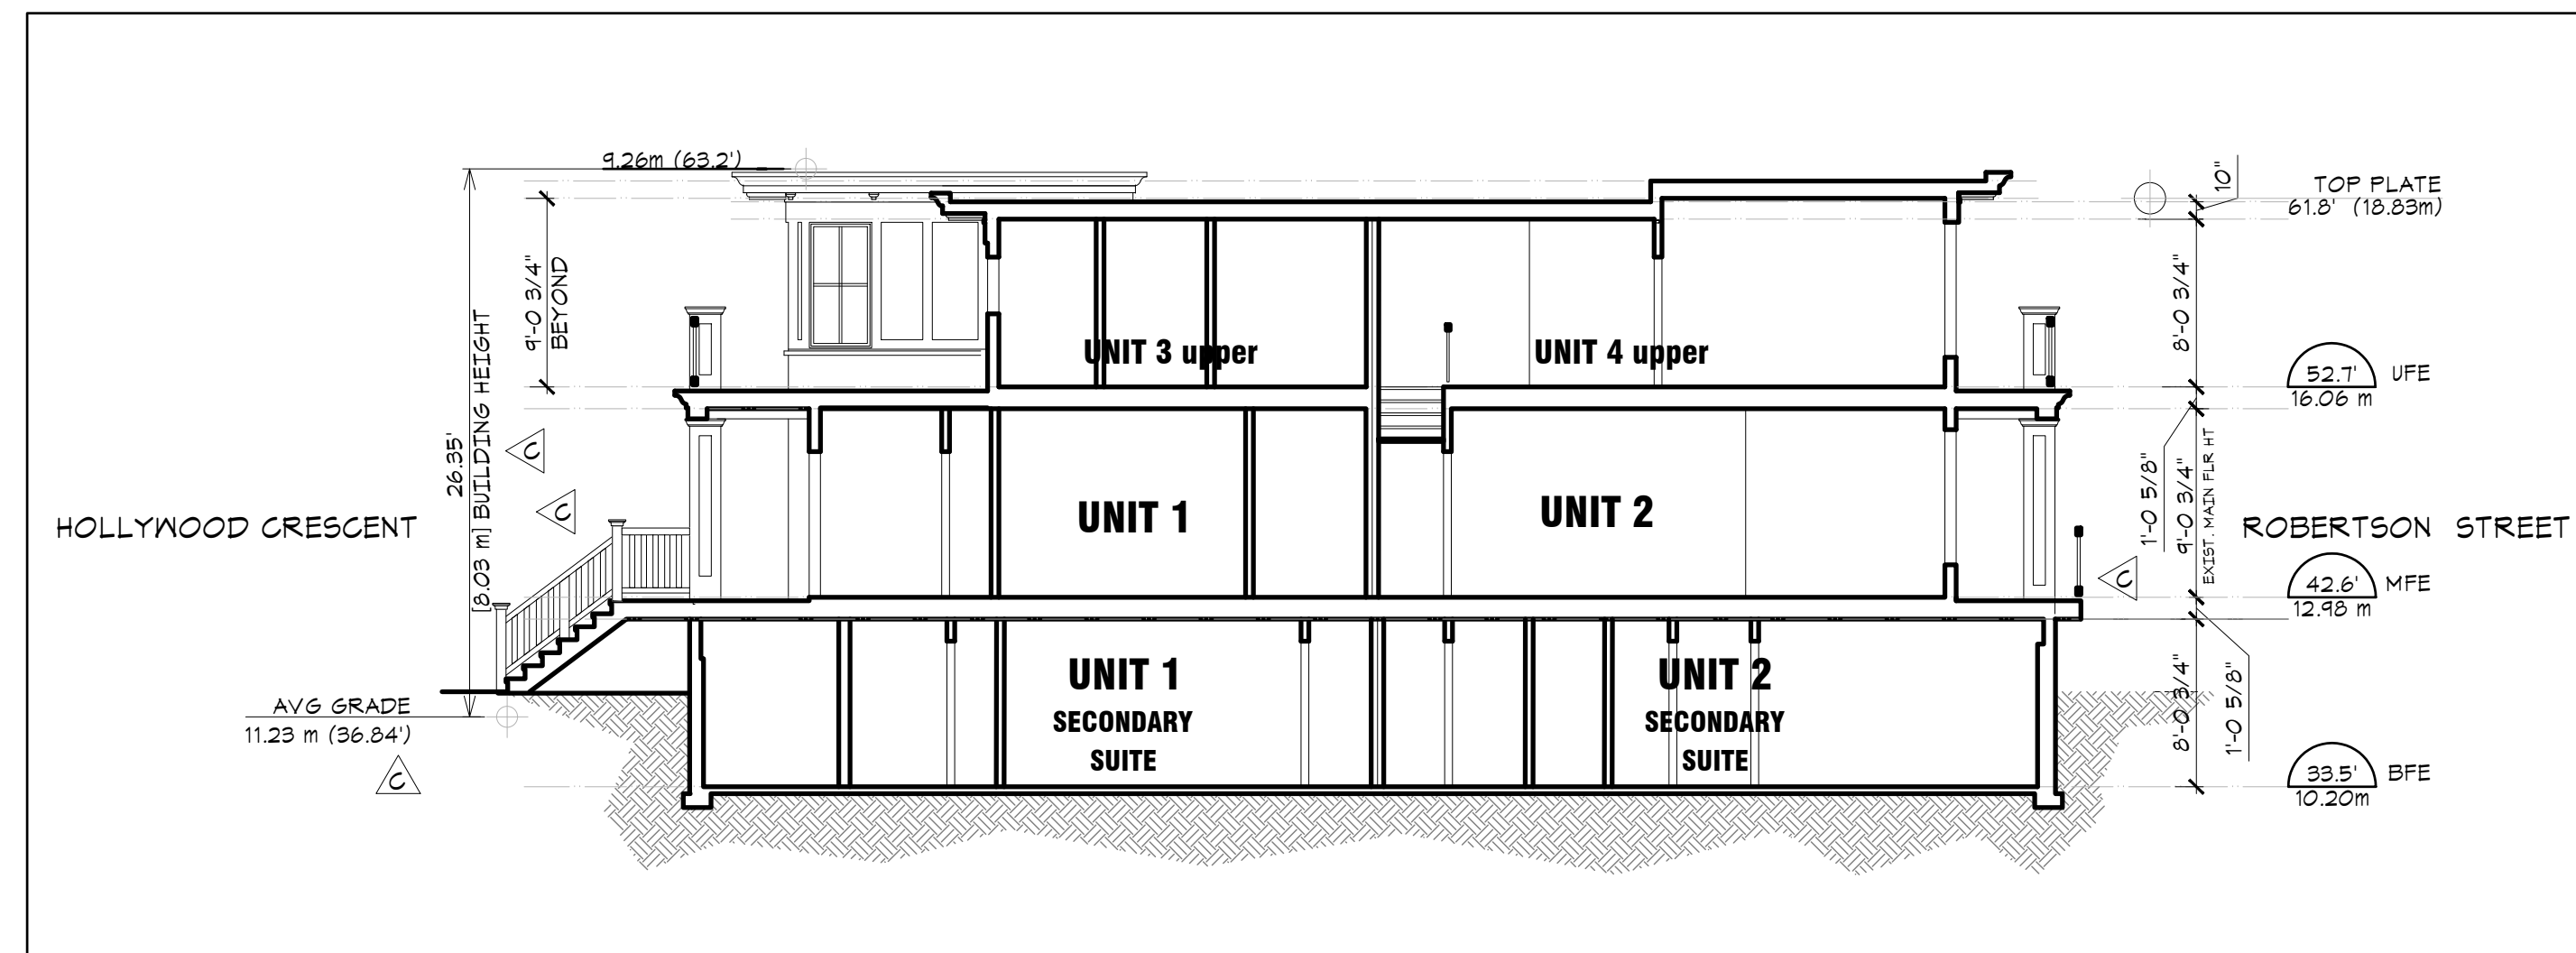 9.26m (63.2')
10"
TOP PLATE
61.8' (18.83m)
9'-0 3/4"
BEYOND
8'-0 3/4"
UNIT 3 upper
UNIT 4 upper
52.7' UFE
16.06 m
26.35'
[8.03 m] BUILDING HEIGHT
C
C
1'-0 5/8"
9'-0 3/4"
EXIST. MAIN FLR HT
UNIT 1
UNIT 2
HOLLYWOOD CRESCENT
ROBERTSON STREET
C
42.6' MFE
12.98 m
UNIT 1
SECONDARY
SUITE
UNIT 2
SECONDARY
SUITE
8'-0 3/4"
1'-0 5/8"
AVG GRADE
11.23 m (36.84')
C
33.5' BFE
10.20m